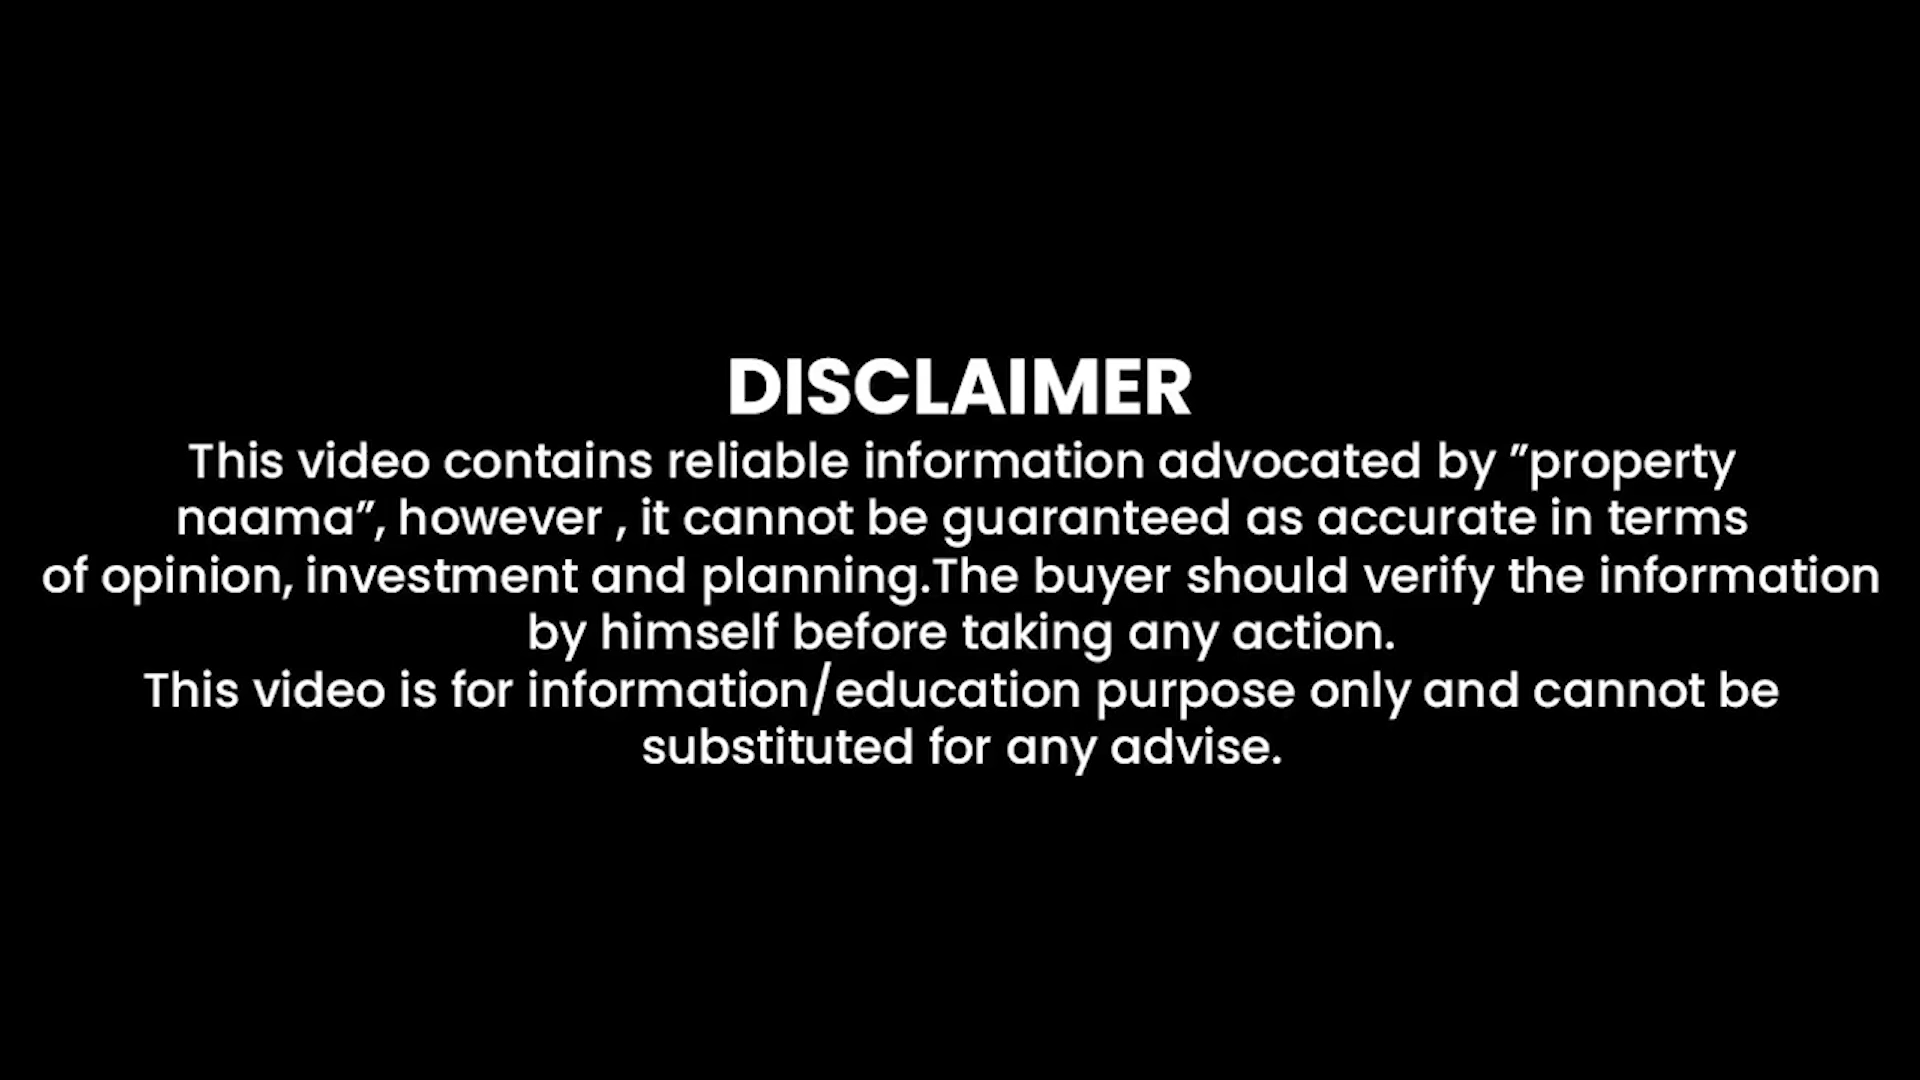 DISCLAIMER
This video contains reliable information advocated by ”property
naama”, however , it cannot be guaranteed as accurate in terms
of opinion, investment and planning.The buyer should verify the information
by himself before taking any action.
This video is for information/education purpose only and cannot be
substituted for any advise.